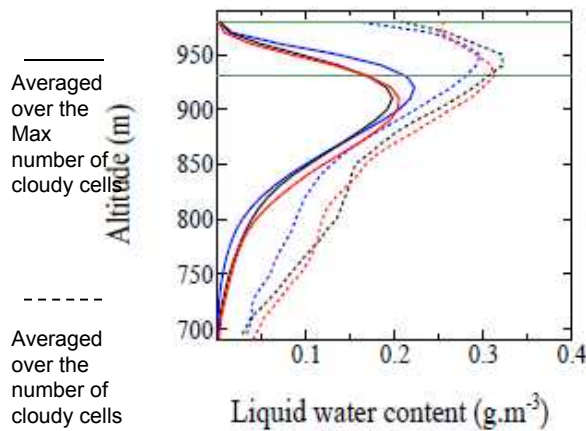 Averaged
over the
Max
number of
cloudy cells
Averaged
over the
number of
cloudy cells
Altitude (m)
950
900
850
800
750
700
0.1 0.2 0.3 0.4
Liquid water content (g.m⁻³)